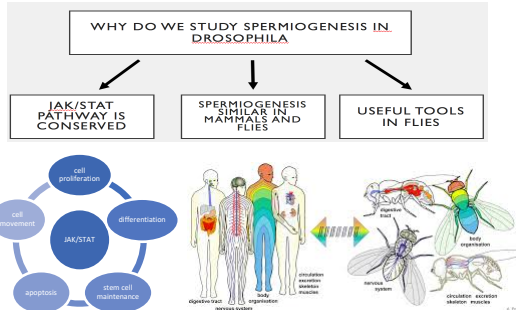 WHY DO WE STUDY SPERMIOGENESIS IN
DROSOPHILA
JAK/STAT
PATHWAY IS
CONSERVED
SPERMIOGENESIS
SIMILAR IN
MAMMALS AND
FLIES
USEFUL TOOLS
IN FLIES
cell
proliferation
cell
movement
differentiation
JAK/STAT
apoptosis
stem cell
maintenance
digestive tract
nervous system
body
organisation
circulation
excretion
skeleton
muscles
digestive
tract
body
organisation
nervous
system
circulation excretion
skeleton muscles